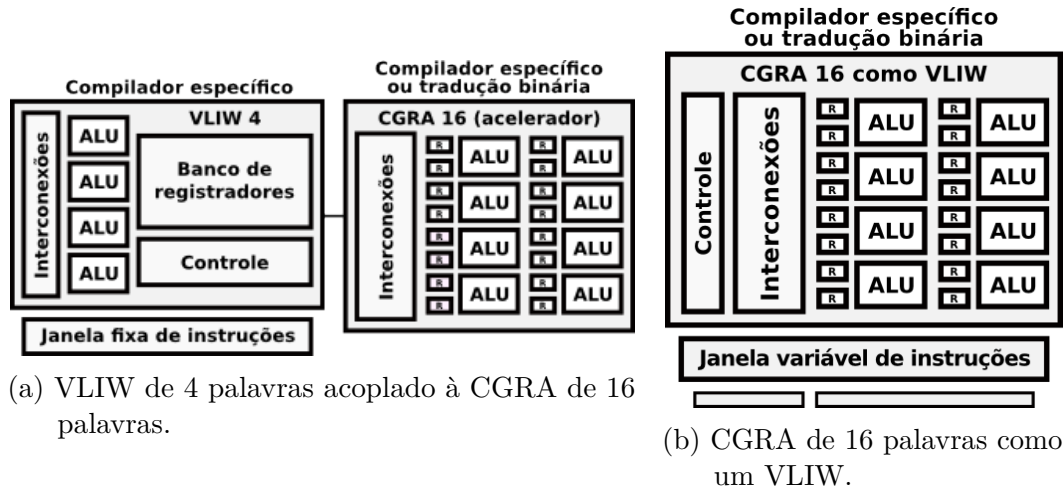 Compilador específico
VLIW 4
Interconexões
ALU
ALU
ALU
ALU
Banco de
registradores
Controle
Janela fixa de instruções
Compilador específico
ou tradução binária
CGRA 16 (acelerador)
Interconexões
R
R
R
R
R
R
R
R
ALU
ALU
ALU
ALU
R
R
R
R
R
R
R
R
ALU
ALU
ALU
ALU
(a) VLIW de 4 palavras acoplado à CGRA de 16
palavras.
Compilador específico
ou tradução binária
CGRA 16 como VLIW
Controle
Interconexões
R
R
R
R
R
R
R
R
ALU
ALU
ALU
ALU
R
R
R
R
R
R
R
R
ALU
ALU
ALU
ALU
Janela variável de instruções
(b) CGRA de 16 palavras como
um VLIW.